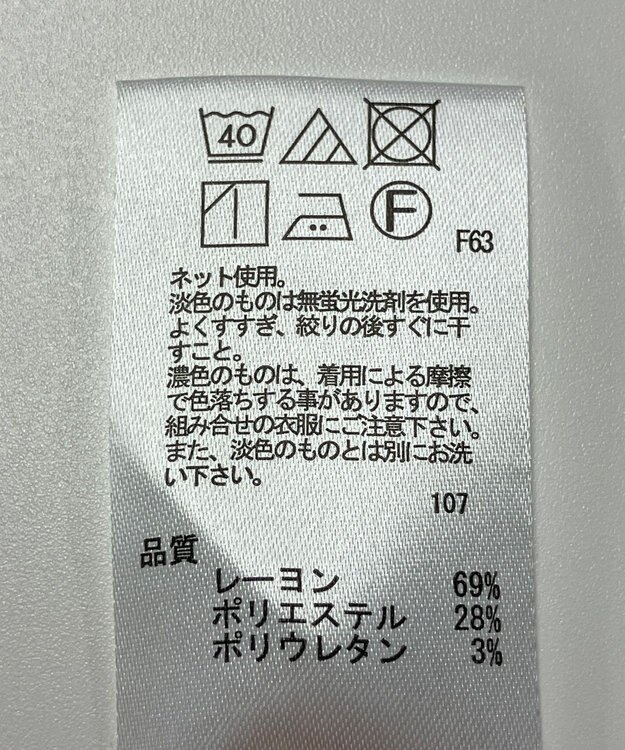 40
F
F63
ネット使用。
淡色のものは無蛍光洗剤を使用。
よくすすぎ、絞りの後すぐに干
すこと。
濃色のものは、着用による摩擦
で色落ちする事がありますので、
組み合せの衣服にご注意下さい。
また、淡色のものとは別にお洗
い下さい。
107
品質
レーヨン 69%
ポリエステル 28%
ポリウレタン 3%